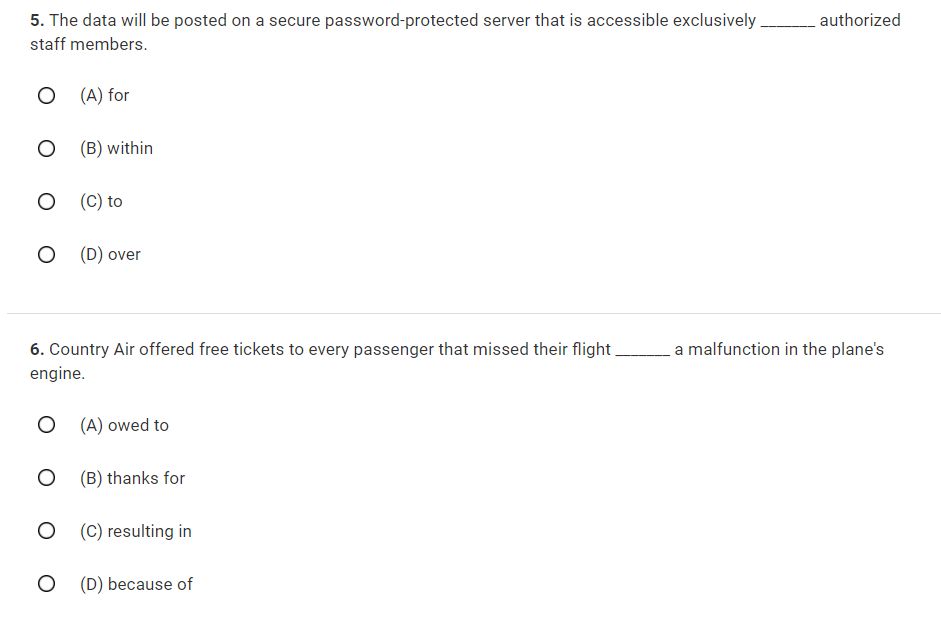 5. The data will be posted on a secure password-protected server that is accessible exclusively _______ authorized
staff members.
(A) for
(B) within
(C) to
(D) over
6. Country Air offered free tickets to every passenger that missed their flight _______ a malfunction in the plane's
engine.
(A) owed to
(B) thanks for
(C) resulting in
(D) because of